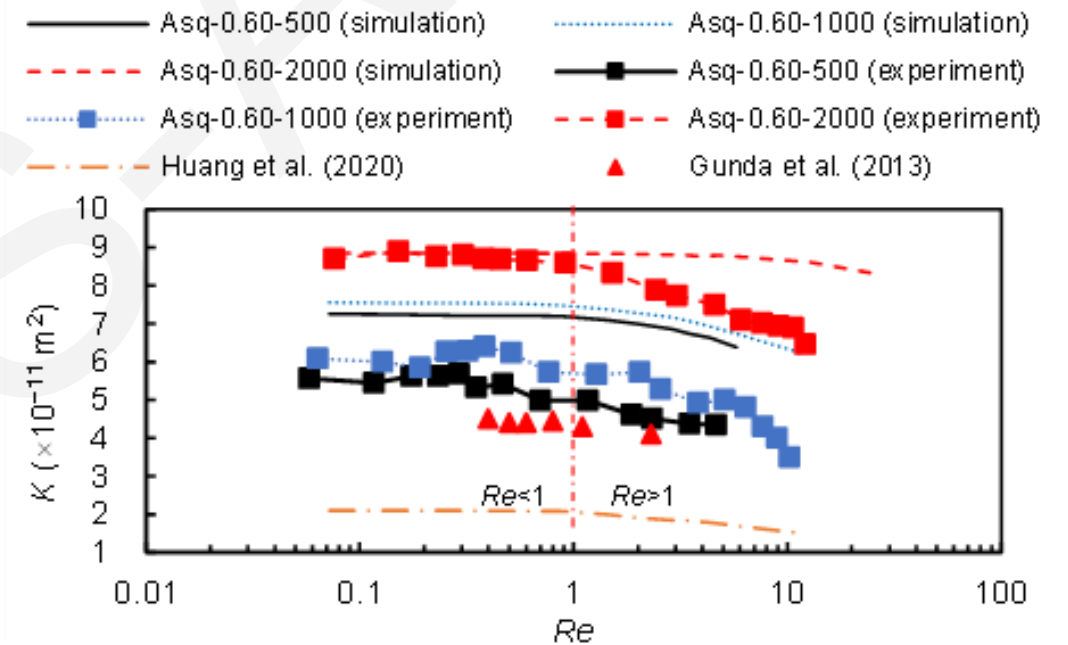 Asq-0.60-500 (simulation) Asq-0.60-1000 (simulation)
Asq-0.60-2000 (simulation) Asq-0.60-500 (experiment)
Asq-0.60-1000 (experiment) Asq-0.60-2000 (experiment)
Huang et al. (2020) Gunda et al. (2013)
10
9
8
7
6
5
4
3
2
1
K (×10⁻¹¹ m²)
Re<1 Re>1
0.01 0.1 1 10 100
Re